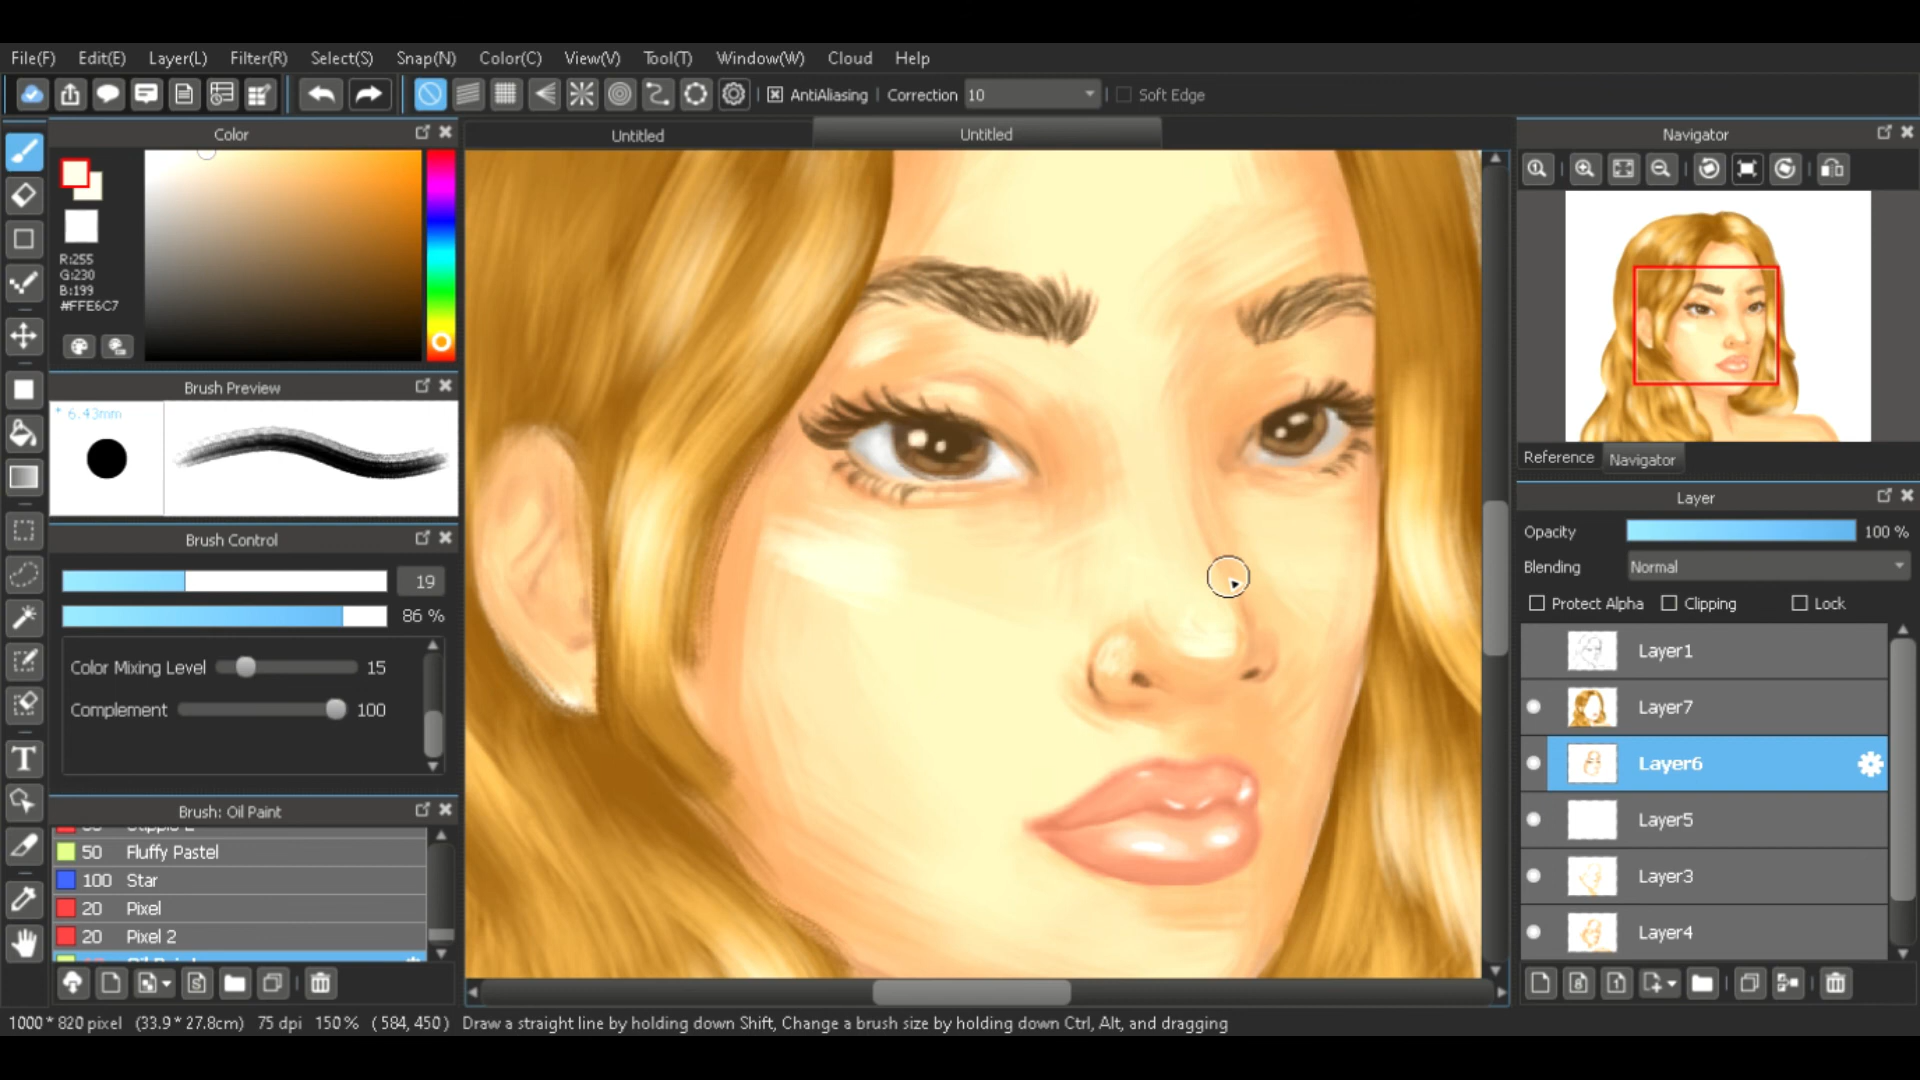 File(F) Edit(E) Layer(L) Filter(R) Select(S) Snap(N) Color(C) View(V) Tool(T) Window(W) Cloud Help
AntiAliasing Correction 10 Soft Edge
Color
R:255
G:230
B:199
#FFE6C7
Brush Preview
* 6.43mm
Brush Control
19
86 %
Color Mixing Level 15
Complement 100
Brush: Oil Paint
50 Fluffy Pastel
100 Star
20 Pixel
20 Pixel 2
Untitled Untitled
Navigator
Reference Navigator
Layer
Opacity 100 %
Blending Normal
Protect Alpha Clipping Lock
Layer1
Layer7
Layer6
Layer5
Layer3
Layer4
1000 * 820 pixel (33.9 * 27.8cm) 75 dpi 150 % ( 584, 450 ) Draw a straight line by holding down Shift, Change a brush size by holding down Ctrl, Alt, and dragging